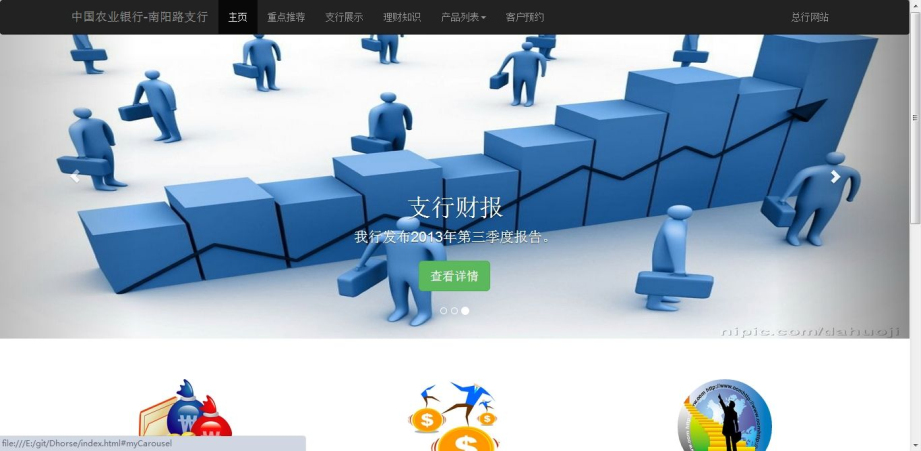 中国农业银行-南阳路支行 主页 重点推荐 支行展示 理财知识 产品列表 客户预约 总行网站
支行财报
我行发布2013年第三季度报告。
查看详情
nipic.com/dahuoji
W W
$ $
$
file:///E:/git/Dhorse/index.html#myCarousel